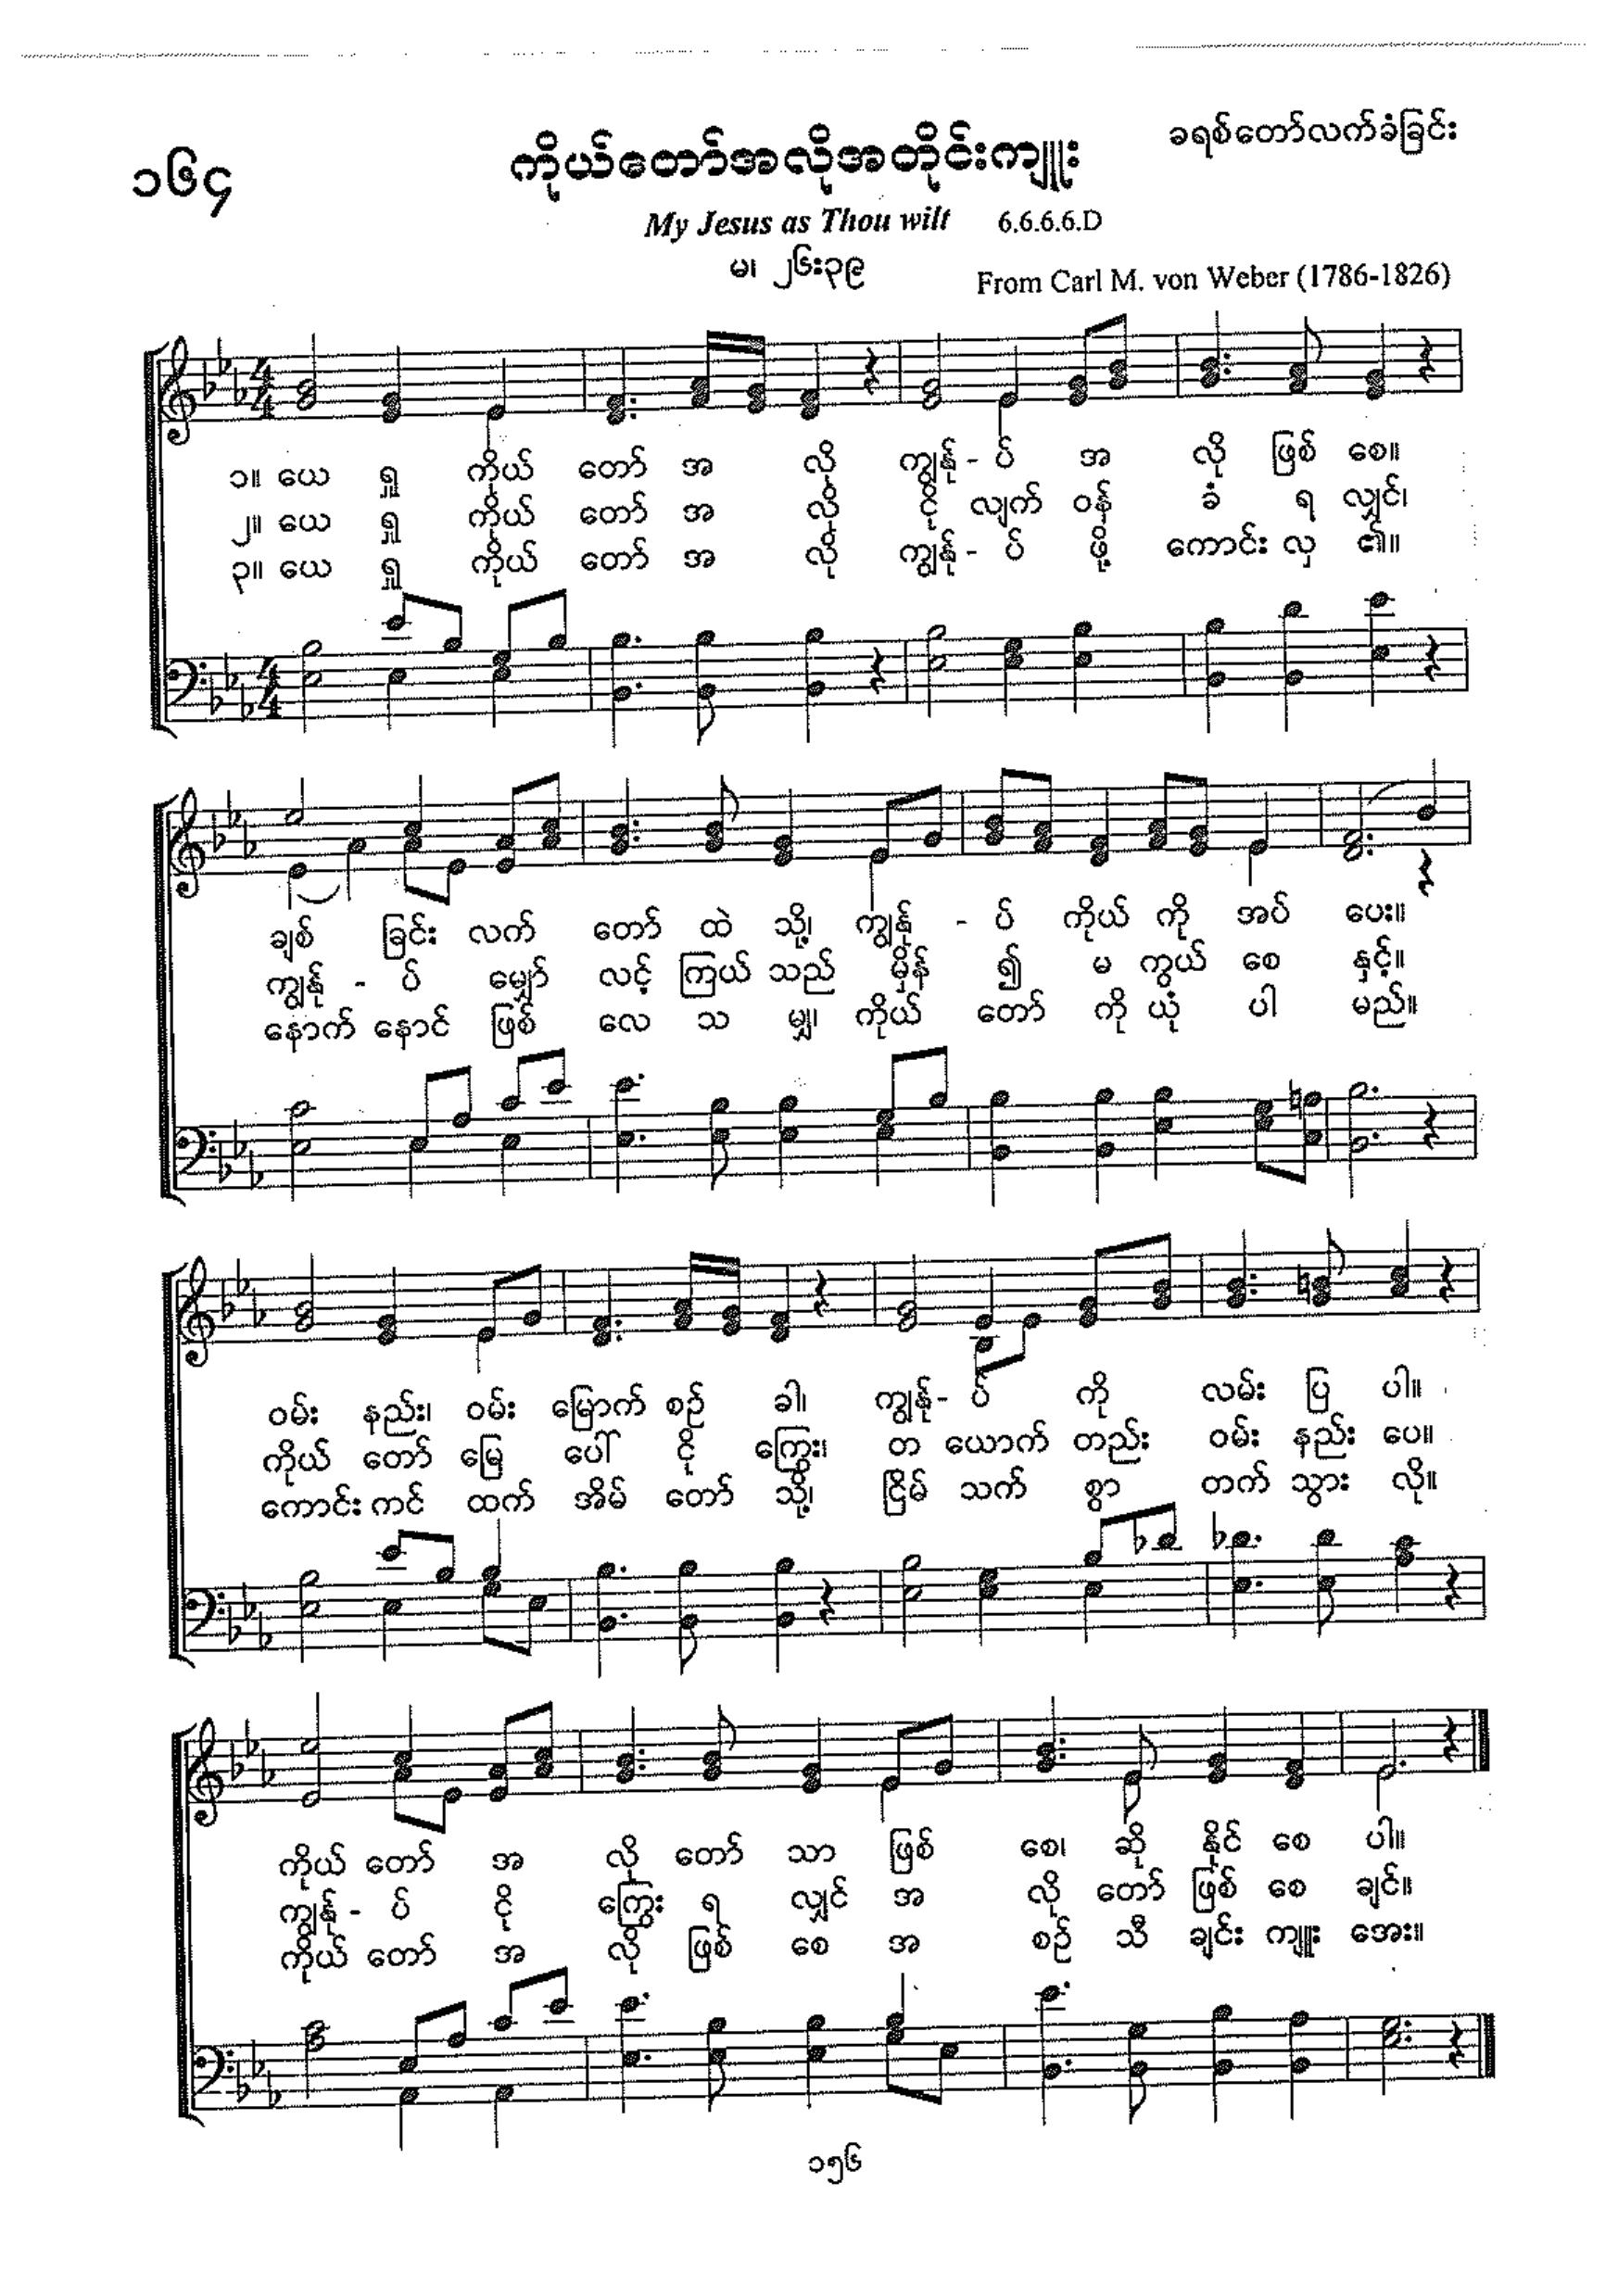 ခရစ်တော်လက်ခံခြင်း
၁၆၄
ကိုယ်တော်အလိုအတိုင်းကျူး
My Jesus as Thou wilt 6.6.6.6.D
မ၊ ၂၆း၃၉
From Carl M. von Weber (1786-1826)
၁။ ယေ ရှူ ကိုယ် တော် အ လို ကျွန်ု - ပ် အ လို ဖြစ် စေ။
၂။ ယေ ရှူ ကိုယ် တော် အ လို ငို လျက် ဝန် ခံ ရ လျှင်၊
၃။ ယေ ရှူ ကိုယ် တော် အ လို ကျွန်ု - ပ် ဖို့ ကောင်း လှ ၏။
ချစ် ခြင်း လက် တော် ထဲ သို့၊ ကျွန်ု - ပ် ကိုယ် ကို အပ် ပေး။
ကျွန်ု - ပ် မျှော် လင့် ကြယ် သည် မှိန် ၍ မ ကွယ် စေ နှင့်။
နောက် နောင် ဖြစ် လေ သ မျှ၊ ကိုယ် တော် ကို ယုံ ပါ မည်။
ဝမ်း နည်း၊ ဝမ်း မြောက် စဉ် ခါ၊ ကျွန်ု - ပ် ကို လမ်း ပြ ပါ။
ကိုယ် တော် မြေ ပေါ် ငို ကြွေး၊ တ ယောက် တည်း ဝမ်း နည်း ပေ။
ကောင်း ကင် ထက် အိမ် တော် သို့၊ ငြိမ် သက် စွာ တက် သွား လို။
ကိုယ် တော် အ လို တော် သာ ဖြစ် စေ၊ ဆို နိုင် စေ ပါ။
ကျွန်ု - ပ် ငို ကြွေး ရ လျှင် အ လို တော် ဖြစ် စေ ချင်။
ကိုယ် တော် အ လို ဖြစ် စေ အ စဉ် သီ ချင်း ကျူး အေး။
၁၅၆